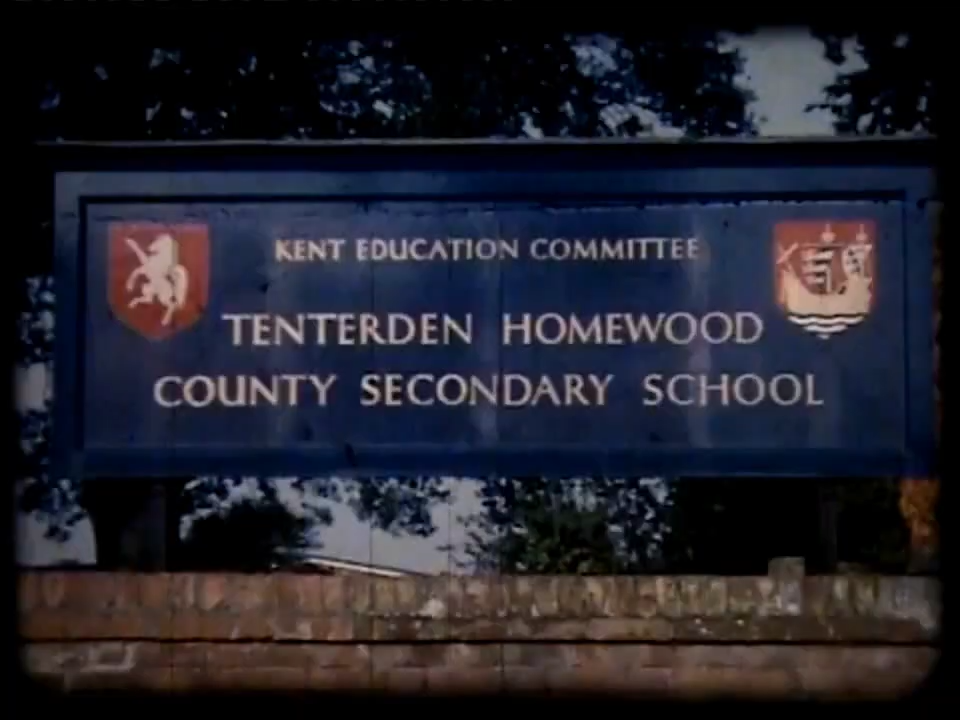 KENT EDUCATION COMMITTEE
TENTERDEN HOMEWOOD
COUNTY SECONDARY SCHOOL